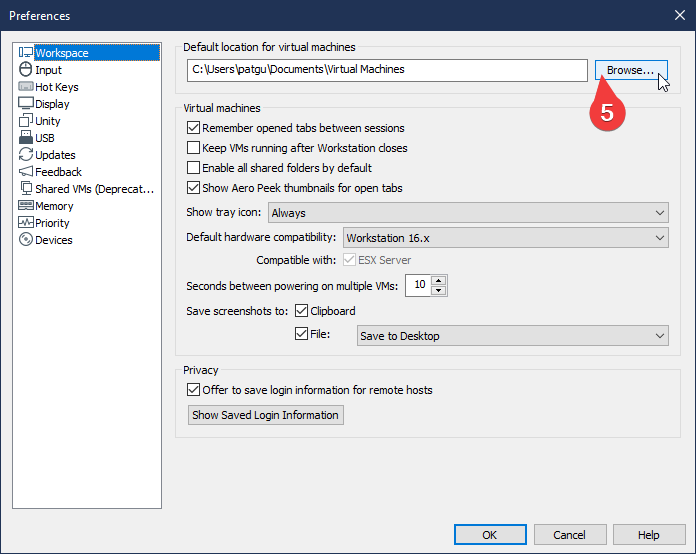 Preferences
Workspace
Input
Hot Keys
Display
Unity
USB
Updates
Feedback
Shared VMs (Deprecat...
Memory
Priority
Devices
Default location for virtual machines
C:\Users\patgu\Documents\Virtual Machines
Browse...
5
Virtual machines
Remember opened tabs between sessions
Keep VMs running after Workstation closes
Enable all shared folders by default
Show Aero Peek thumbnails for open tabs
Show tray icon: Always
Default hardware compatibility: Workstation 16.x
Compatible with: ESX Server
Seconds between powering on multiple VMs: 10
Save screenshots to: Clipboard
File: Save to Desktop
Privacy
Offer to save login information for remote hosts
Show Saved Login Information
OK Cancel Help